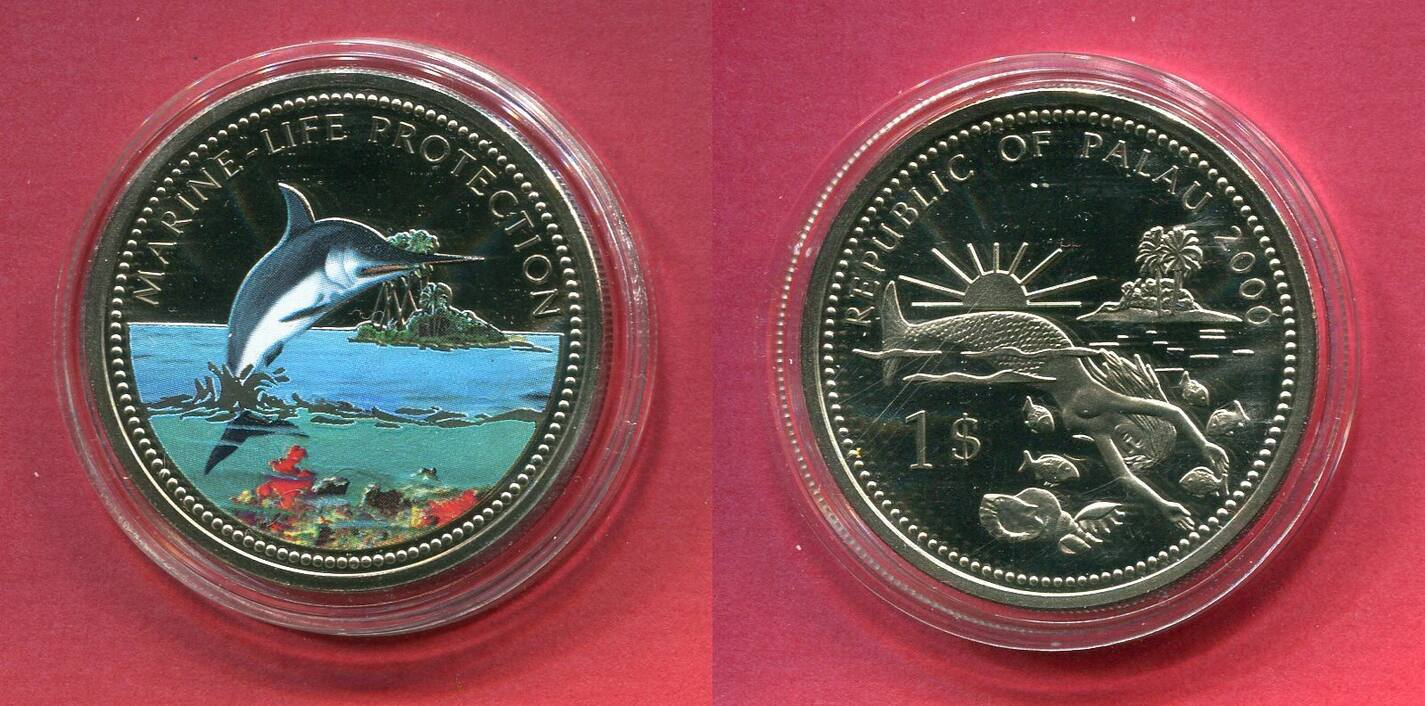 MARINE-LIFE PROTECTION
REPUBLIC OF PALAU 2000
1$